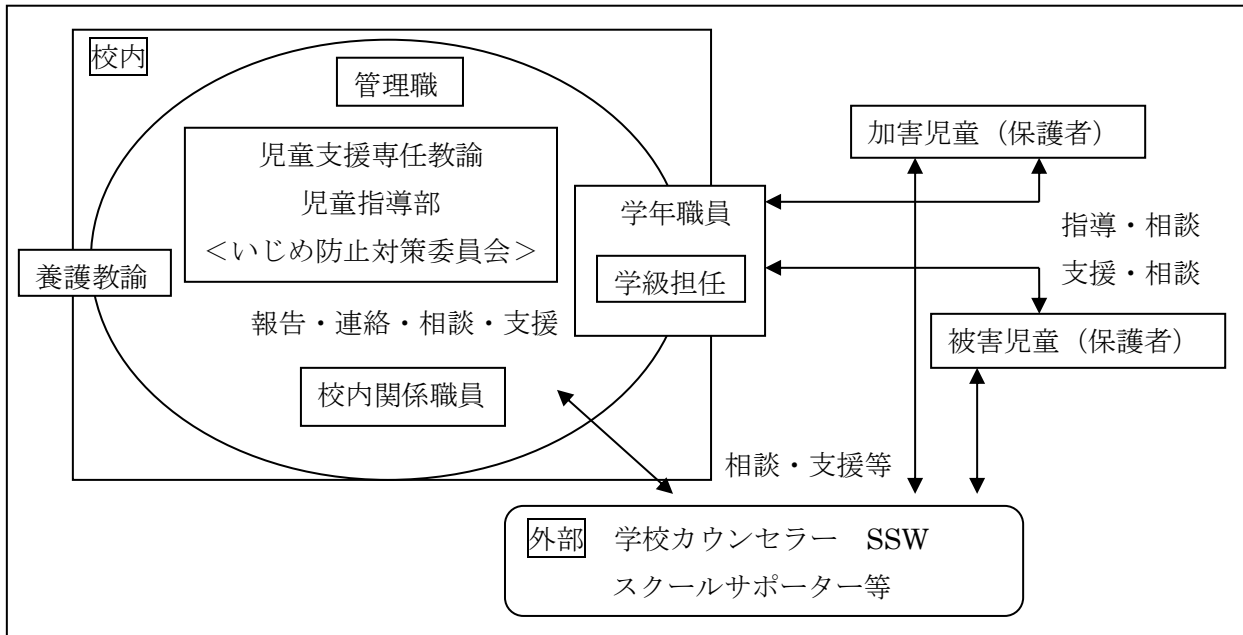 校内
管理職
児童支援専任教諭
児童指導部
＜いじめ防止対策委員会＞
養護教諭
学年職員
学級担任
報告・連絡・相談・支援
校内関係職員
加害児童（保護者）
指導・相談
支援・相談
被害児童（保護者）
相談・支援等
外部　学校カウンセラー　SSW
スクールサポーター等